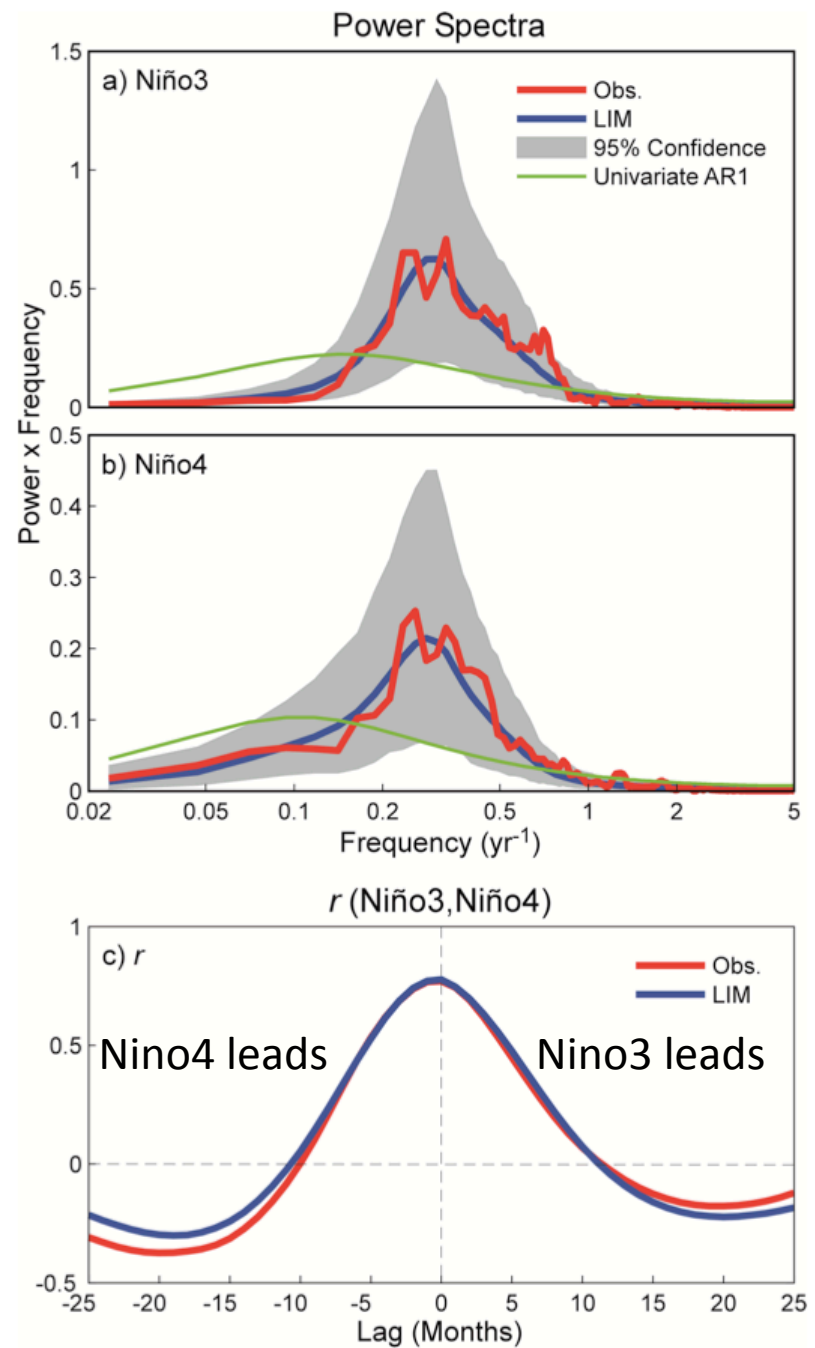 Power Spectra
1.5
a) Niño3
Obs.
LIM
95% Confidence
Univariate AR1
1
0.5
0
Power x Frequency
0.5
b) Niño4
0.4
0.3
0.2
0.1
0
0.02 0.05 0.1 0.2 0.5 1 2 5
Frequency (yr-1)
r (Niño3,Niño4)
1
c) r
Obs.
LIM
0.5
Nino4 leads Nino3 leads
0
-0.5
-25 -20 -15 -10 -5 0 5 10 15 20 25
Lag (Months)